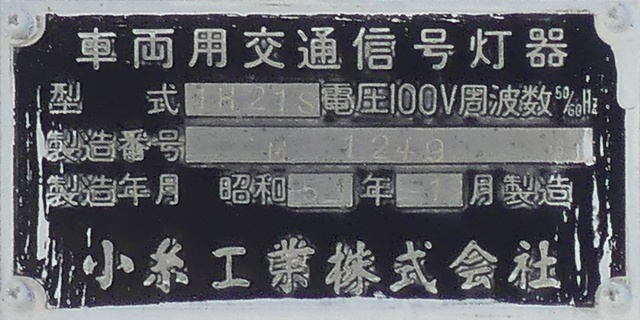 車両用交通信号灯器
型式 1H21S 電圧100V周波数50/60Hz
製造番号 1249
製造年月 昭和 年 月製造
小糸工業株式会社